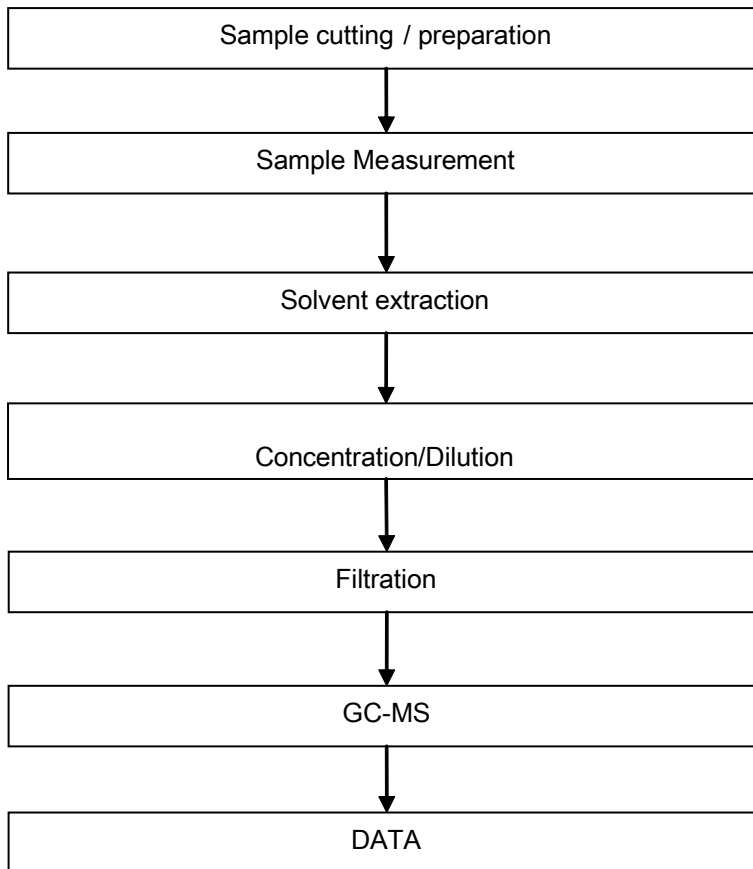 Sample cutting / preparation
Sample Measurement
Solvent extraction
Concentration/Dilution
Filtration
GC-MS
DATA